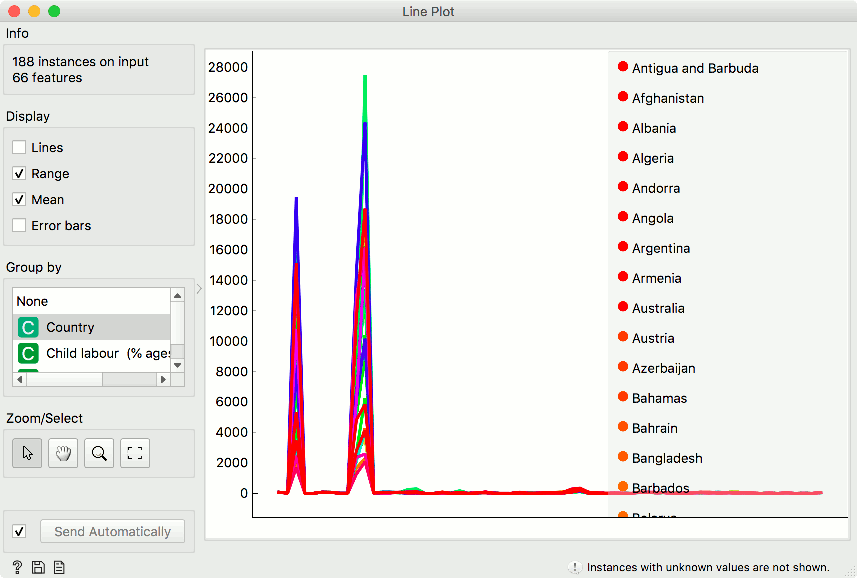 Line Plot
Info
188 instances on input
66 features
Display
Lines
Range
Mean
Error bars
Group by
None
C Country
C Child labour (% ages
Zoom/Select
Send Automatically
?
28000
26000
24000
22000
20000
18000
16000
14000
12000
10000
8000
6000
4000
2000
0
Antigua and Barbuda
Afghanistan
Albania
Algeria
Andorra
Angola
Argentina
Armenia
Australia
Austria
Azerbaijan
Bahamas
Bahrain
Bangladesh
Barbados
Instances with unknown values are not shown.